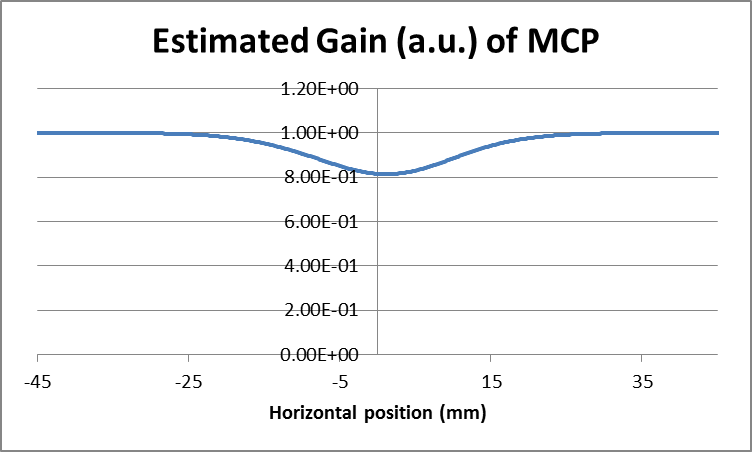 Estimated Gain (a.u.) of MCP
1.20E+00
1.00E+00
8.00E-01
6.00E-01
4.00E-01
2.00E-01
0.00E+00
-45 -25 -5 15 35
Horizontal position (mm)